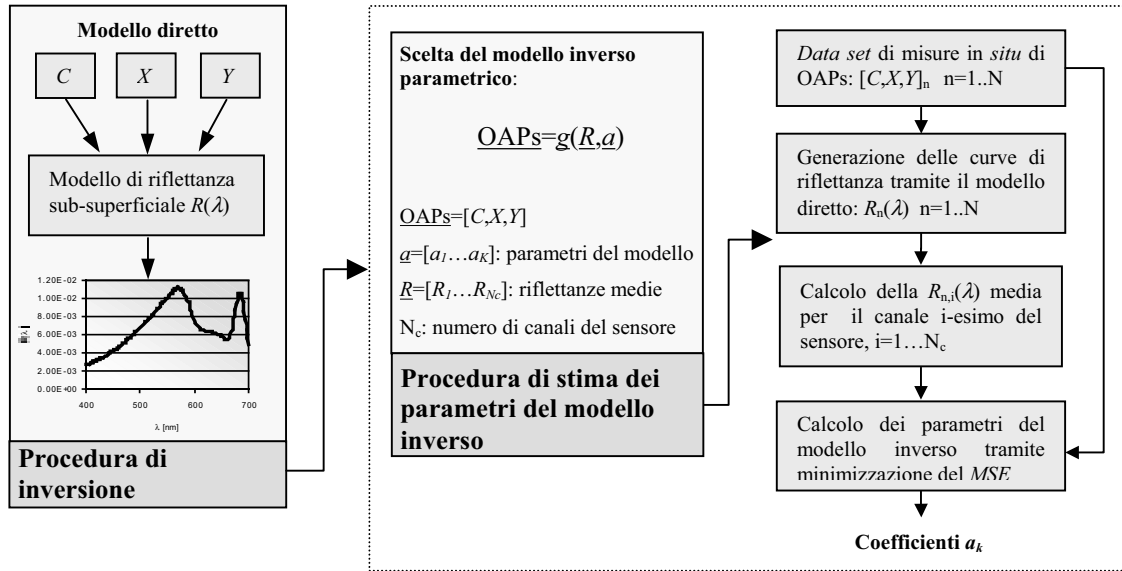 Modello diretto
C X Y
Modello di riflettanza
sub-superficiale R(λ)
1.20E-02
1.00E-02
8.00E-03
6.00E-03
4.00E-03
2.00E-03
0.00E+00
400 500 600 700
λ [nm]
Procedura di
inversione
Scelta del modello inverso
parametrico:
OAPs=g(R,a)
OAPs=[C,X,Y]
a=[a1…aK]: parametri del modello
R=[R1…RNc]: riflettanze medie
Nc: numero di canali del sensore
Procedura di stima dei
parametri del modello
inverso
Data set di misure in situ di
OAPs: [C,X,Y]n n=1..N
Generazione delle curve di
riflettanza tramite il modello
diretto: Rn(λ) n=1..N
Calcolo della Rn,i(λ) media
per il canale i-esimo del
sensore, i=1…Nc
Calcolo dei parametri del
modello inverso tramite
minimizzazione del MSE
Coefficienti ak